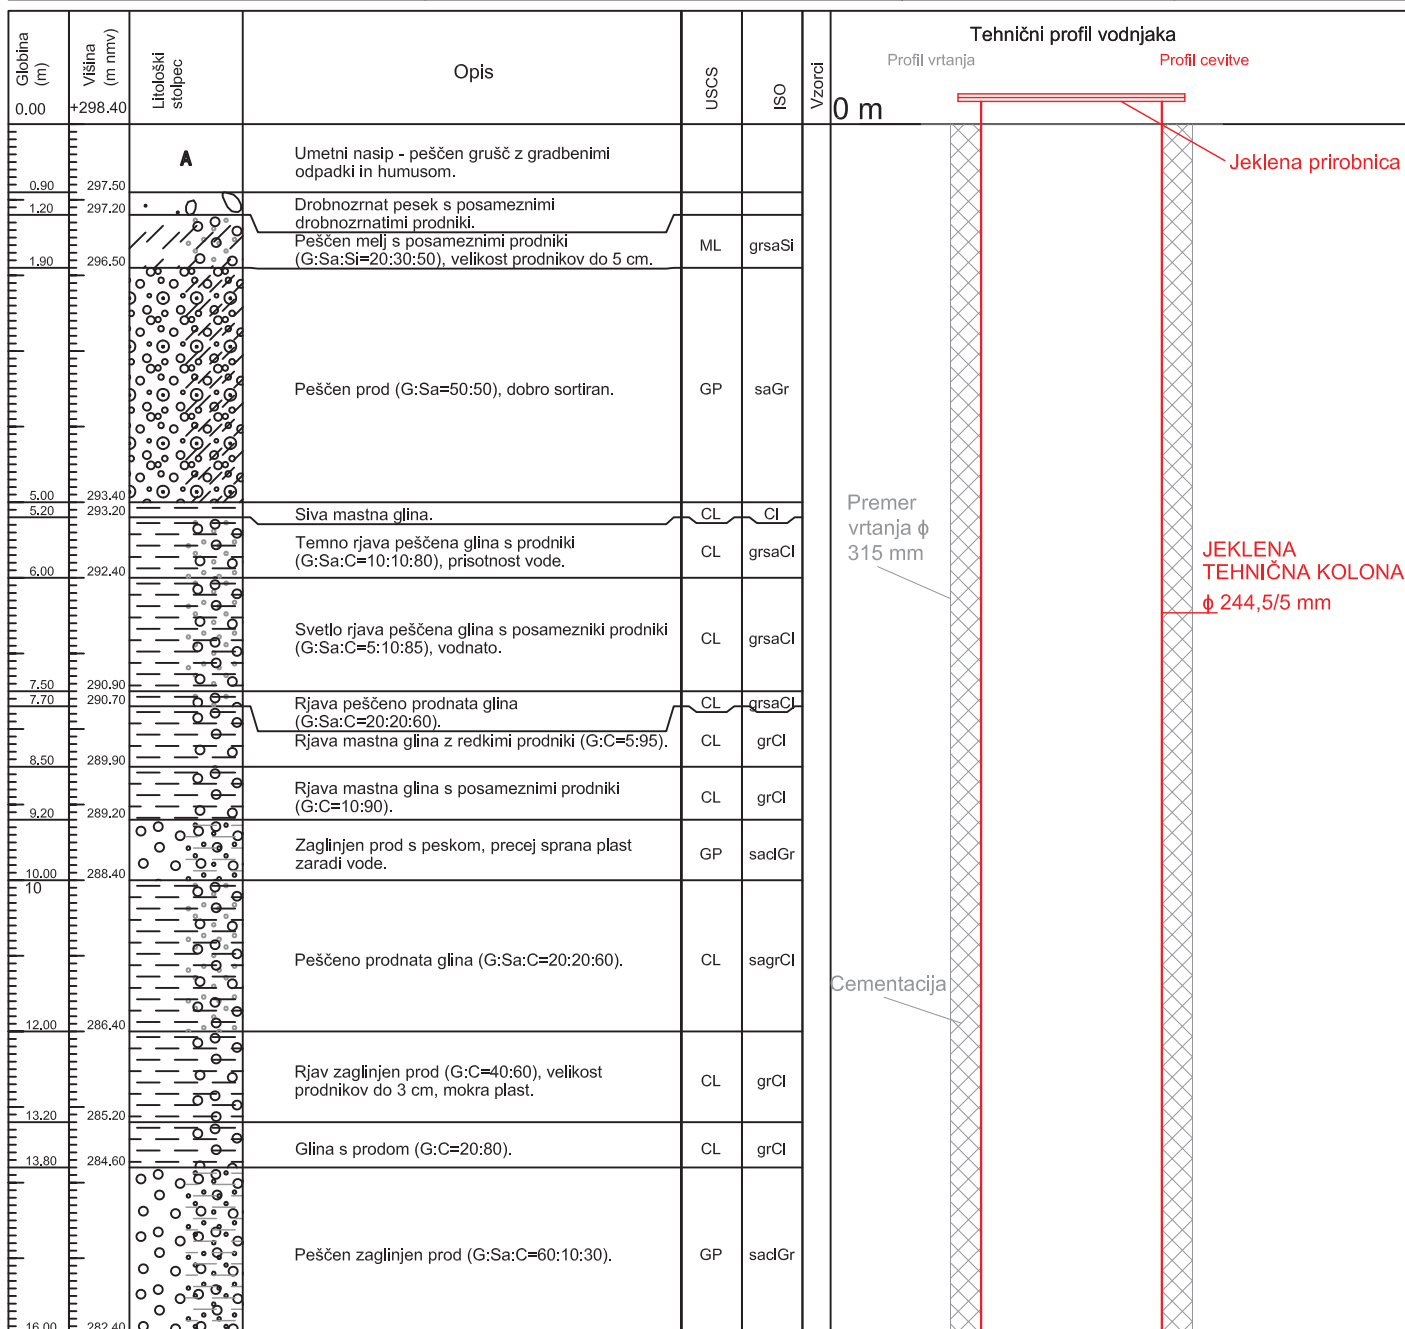 Globina
(m)
0.00
Višina
(m nmv)
+298.40
Litološki
stolpec
Opis
USCS
ISO
Vzorci
Tehnični profil vodnjaka
Profil vrtanja
Profil cevitve
0 m
A
Umetni nasip - peščen grušč z gradbenimi
odpadki in humusom.
0.90
297.50
Jeklena prirobnica
Drobnozrnat pesek s posameznimi
drobnozrnatimi prodniki.
1.20
297.20
Peščen melj s posameznimi prodniki
(G:Sa:Si=20:30:50), velikost prodnikov do 5 cm.
ML
grsaSi
1.90
296.50
Peščen prod (G:Sa=50:50), dobro sortiran.
GP
saGr
5.00
293.40
Siva mastna glina.
CL
Cl
5.20
293.20
Temno rjava peščena glina s prodniki
(G:Sa:C=10:10:80), prisotnost vode.
CL
grsaCl
6.00
292.40
Premer
vrtanja ϕ
315 mm
JEKLENA
TEHNIČNA KOLONA
ϕ 244,5/5 mm
Svetlo rjava peščena glina s posamezniki prodniki
(G:Sa:C=5:10:85), vodnato.
CL
grsaCl
7.50
290.90
Rjava peščeno prodnata glina
(G:Sa:C=20:20:60).
CL
grsaCl
7.70
290.70
Rjava mastna glina z redkimi prodniki (G:C=5:95).
CL
grCl
8.50
289.90
Rjava mastna glina s posameznimi prodniki
(G:C=10:90).
CL
grCl
9.20
289.20
Zaglinjen prod s peskom, precej sprana plast
zaradi vode.
GP
saclGr
10.00
288.40
10
Peščeno prodnata glina (G:Sa:C=20:20:60).
CL
sagrCl
Cementacija
12.00
286.40
Rjav zaglinjen prod (G:C=40:60), velikost
prodnikov do 3 cm, mokra plast.
CL
grCl
13.20
285.20
Glina s prodom (G:C=20:80).
CL
grCl
13.80
284.60
Peščen zaglinjen prod (G:Sa:C=60:10:30).
GP
saclGr
16.00
282.40